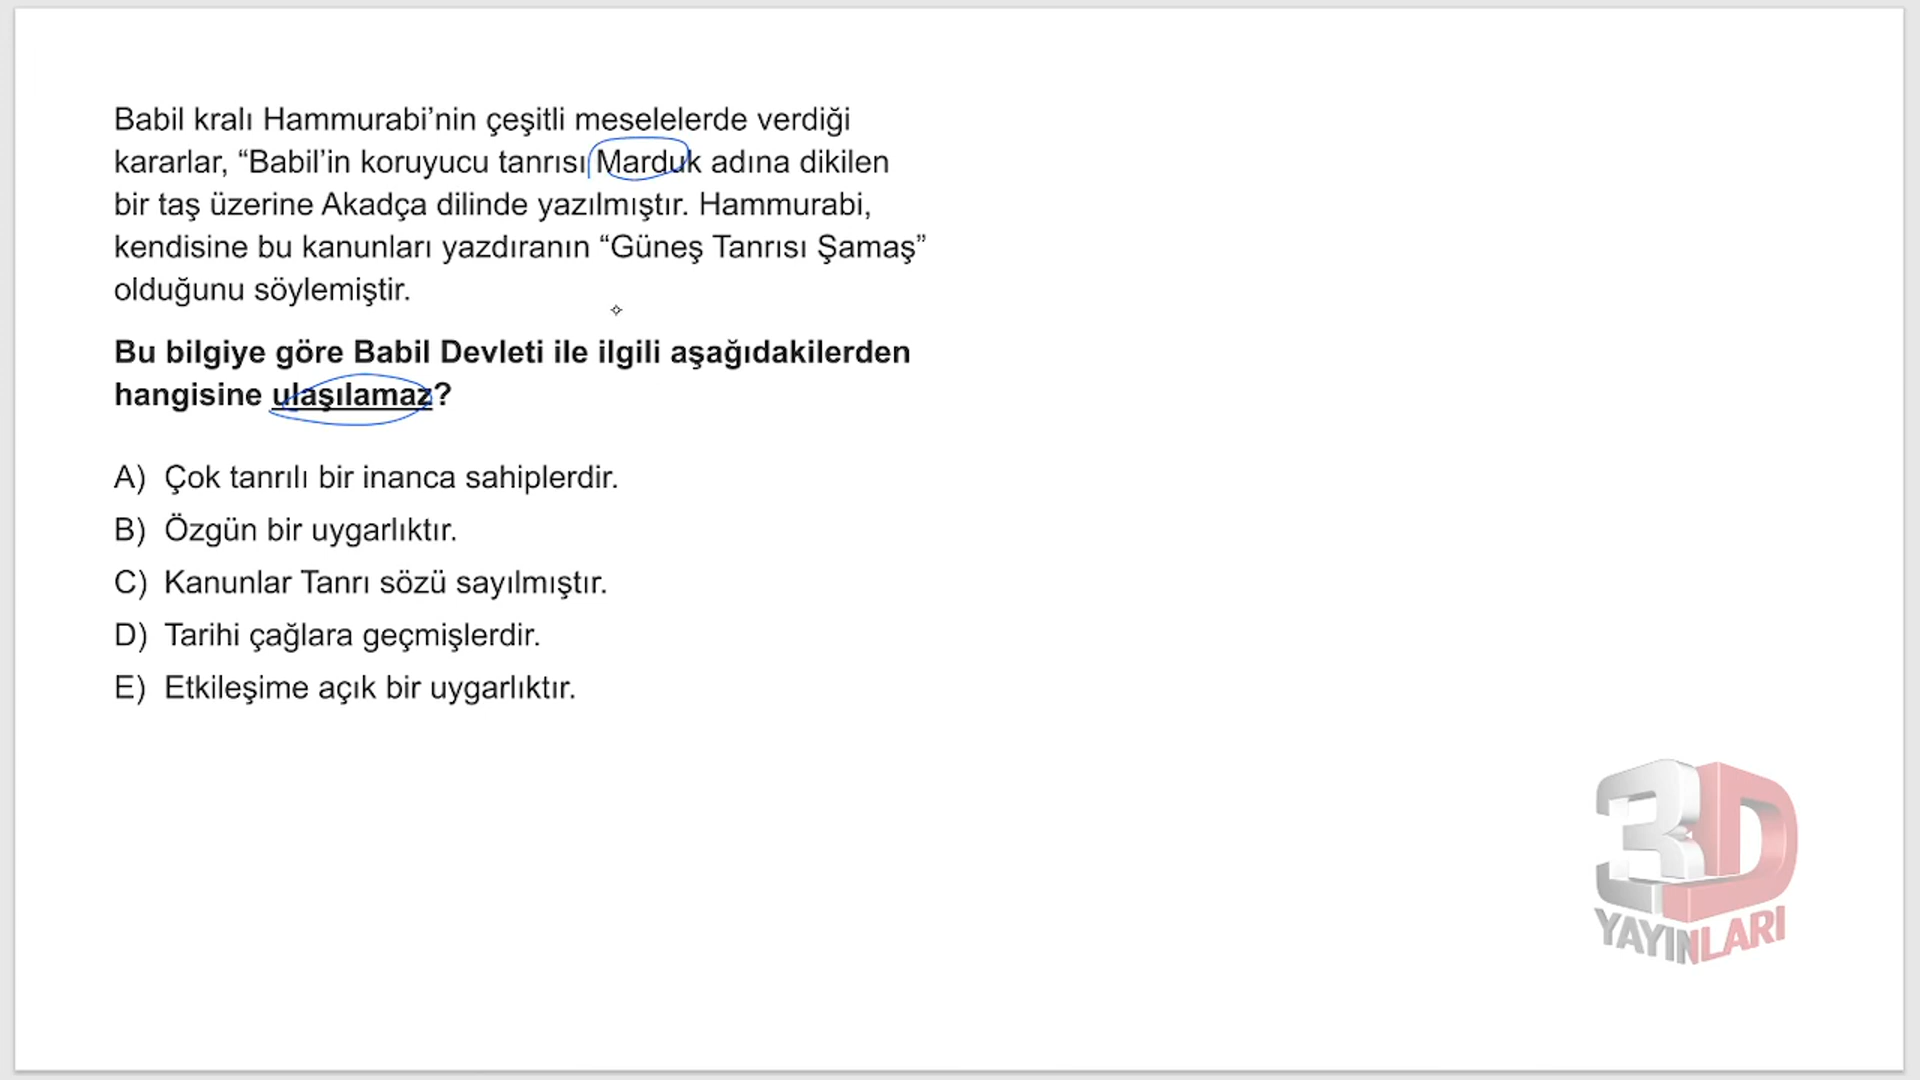 Babil kralı Hammurabi’nin çeşitli meselelerde verdiği
kararlar, “Babil’in koruyucu tanrısı Marduk adına dikilen
bir taş üzerine Akadça dilinde yazılmıştır. Hammurabi,
kendisine bu kanunları yazdıranın “Güneş Tanrısı Şamaş”
olduğunu söylemiştir.
Bu bilgiye göre Babil Devleti ile ilgili aşağıdakilerden
hangisine ulaşılamaz?
A) Çok tanrılı bir inanca sahiplerdir.
B) Özgün bir uygarlıktır.
C) Kanunlar Tanrı sözü sayılmıştır.
D) Tarihi çağlara geçmişlerdir.
E) Etkileşime açık bir uygarlıktır.
3D
YAYINLARI